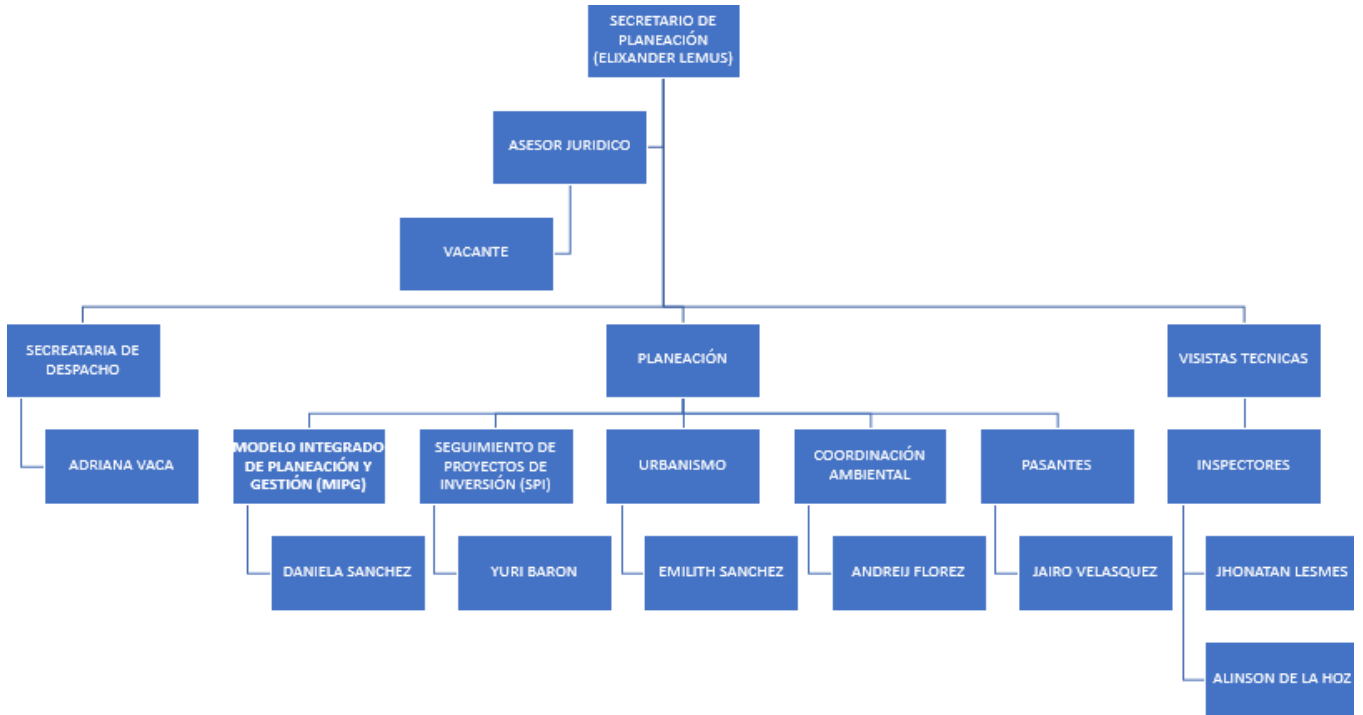 SECRETARIO DE
PLANEACIÓN
(ELIXANDER LEMUS)
ASESOR JURIDICO
VACANTE
SECREATARIA DE
DESPACHO
PLANEACIÓN
VISISTAS TECNICAS
ADRIANA VACA
MODELO INTEGRADO
DE PLANEACIÓN Y
GESTIÓN (MIPG)
SEGUIMIENTO DE
PROYECTOS DE
INVERSIÓN (SPI)
URBANISMO
COORDINACIÓN
AMBIENTAL
PASANTES
INSPECTORES
DANIELA SANCHEZ
YURI BARON
EMILITH SANCHEZ
ANDREIJ FLOREZ
JAIRO VELASQUEZ
JHONATAN LESMES
ALINSON DE LA HOZ